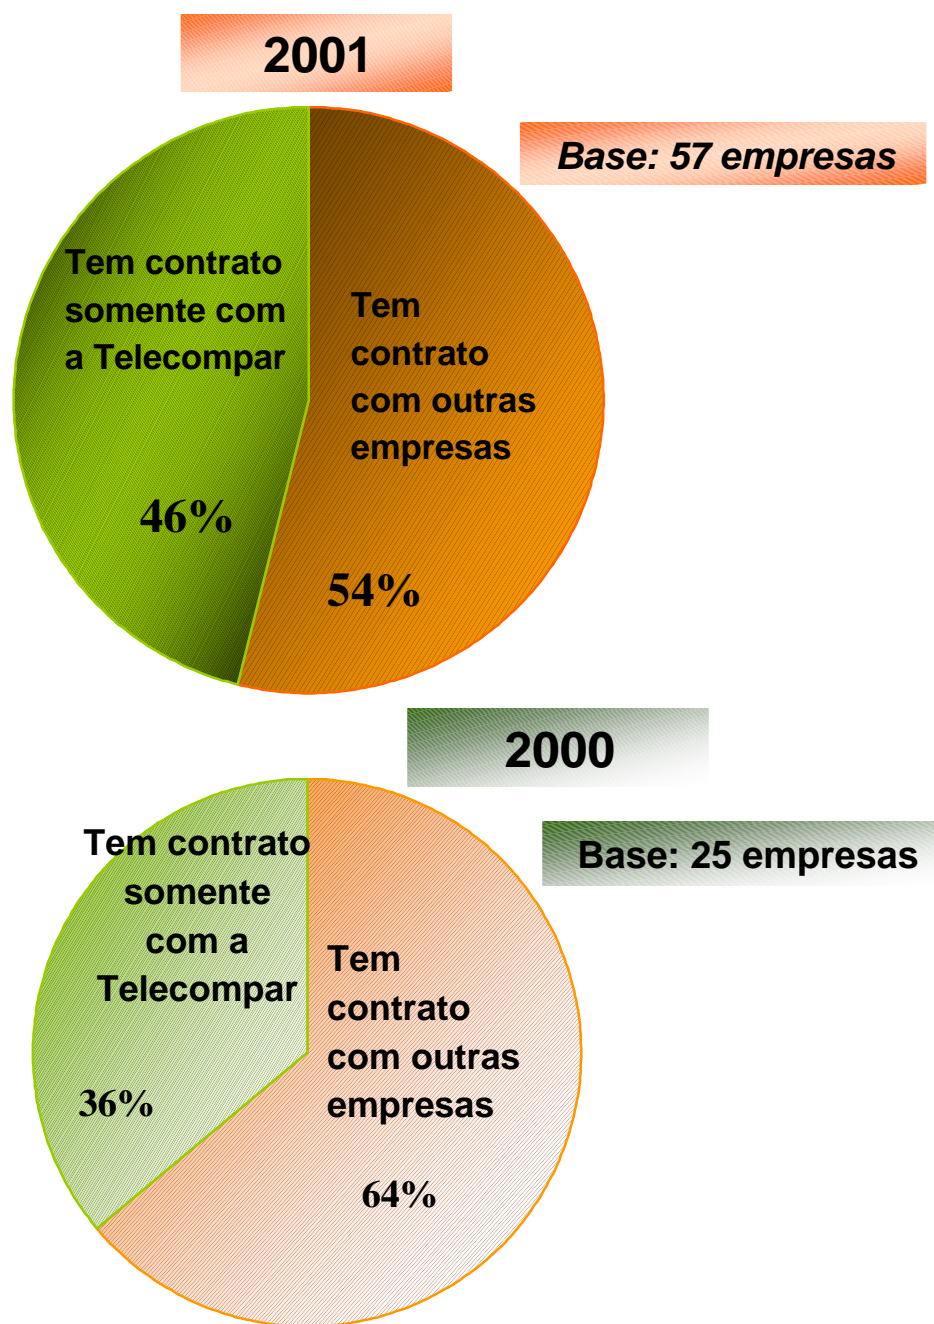 2001
Base: 57 empresas
Tem contrato
somente com
a Telecompar
46%
Tem
contrato
com outras
empresas
54%
2000
Base: 25 empresas
Tem contrato
somente
com a
Telecompar
36%
Tem
contrato
com outras
empresas
64%